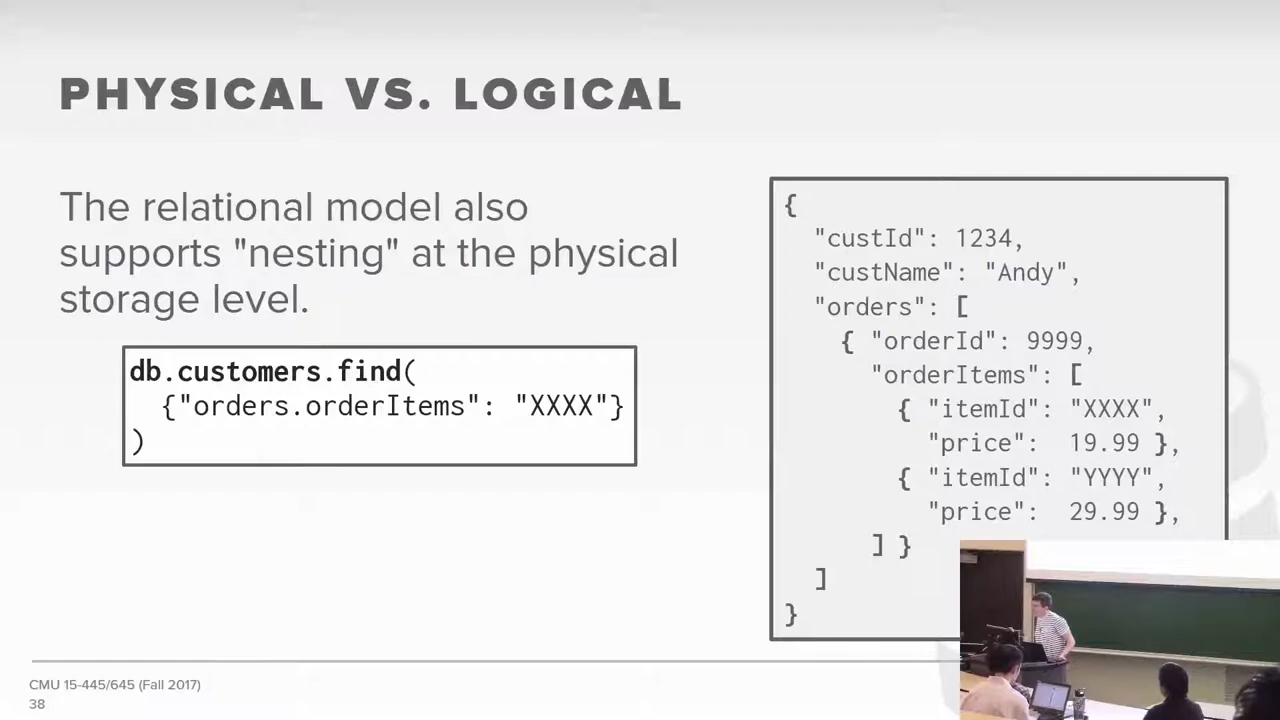 PHYSICAL VS. LOGICAL
The relational model also
supports "nesting" at the physical
storage level.
db.customers.find(
{"orders.orderItems": "XXXX"}
)
{
"custId": 1234,
"custName": "Andy",
"orders": [
{ "orderId": 9999,
"orderItems": [
{ "itemId": "XXXX",
"price": 19.99 },
{ "itemId": "YYYY",
"price": 29.99 },
] }
]
}
CMU 15-445/645 (Fall 2017)
38